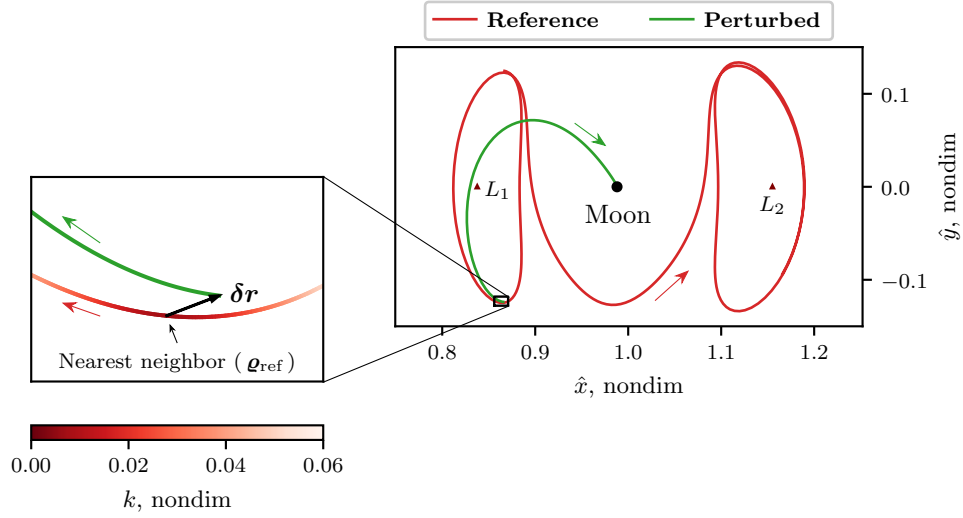 Reference Perturbed
0.1
0.0
−0.1
ŷ, nondim
L₁
Moon
L₂
0.8 0.9 1.0 1.1 1.2
x̂, nondim
δr
Nearest neighbor ( ϱref )
0.00 0.02 0.04 0.06
k, nondim